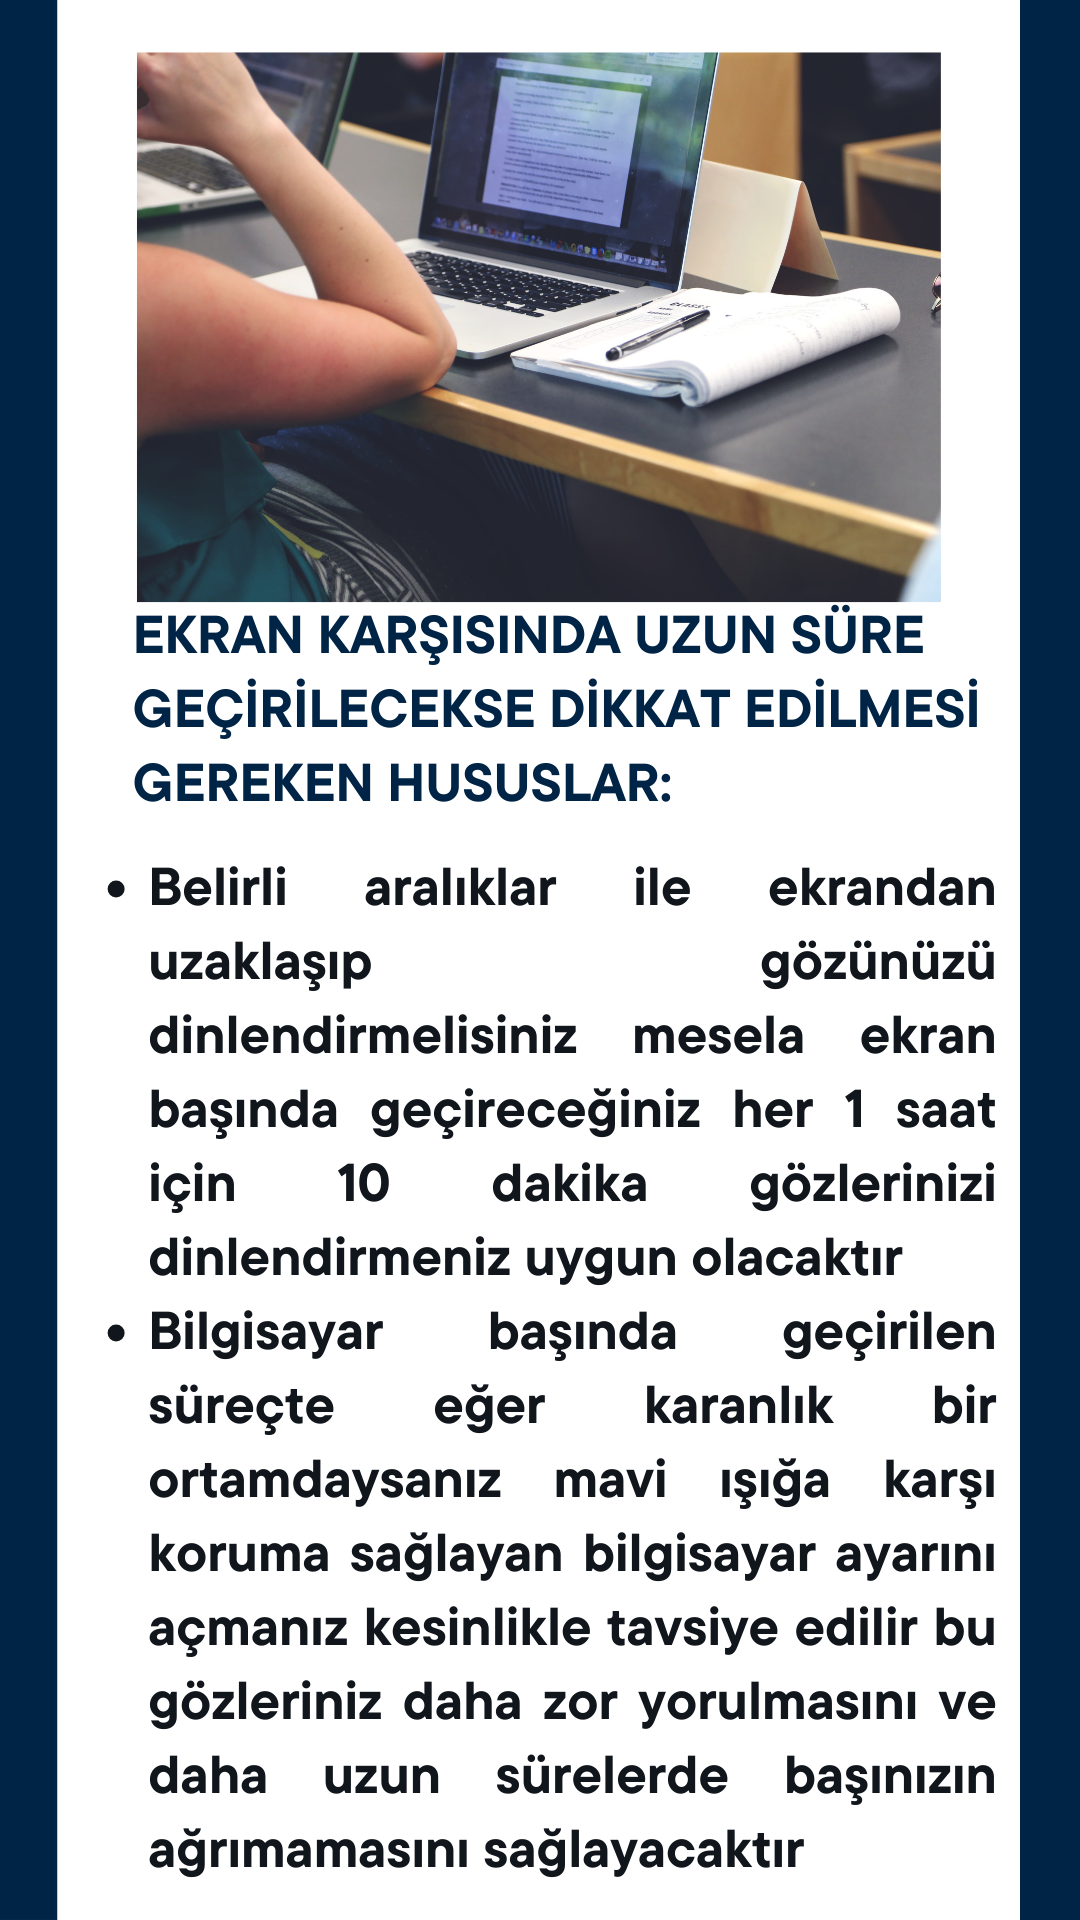 EKRAN KARŞISINDA UZUN SÜRE
GEÇİRİLECEKSE DİKKAT EDİLMESİ
GEREKEN HUSUSLAR:
• Belirli aralıklar ile ekrandan
uzaklaşıp gözünüzü
dinlendirmelisiniz mesela ekran
başında geçireceğiniz her 1 saat
için 10 dakika gözlerinizi
dinlendirmeniz uygun olacaktır
• Bilgisayar başında geçirilen
süreçte eğer karanlık bir
ortamdaysanız mavi ışığa karşı
koruma sağlayan bilgisayar ayarını
açmanız kesinlikle tavsiye edilir bu
gözleriniz daha zor yorulmasını ve
daha uzun sürelerde başınızın
ağrımamasını sağlayacaktır